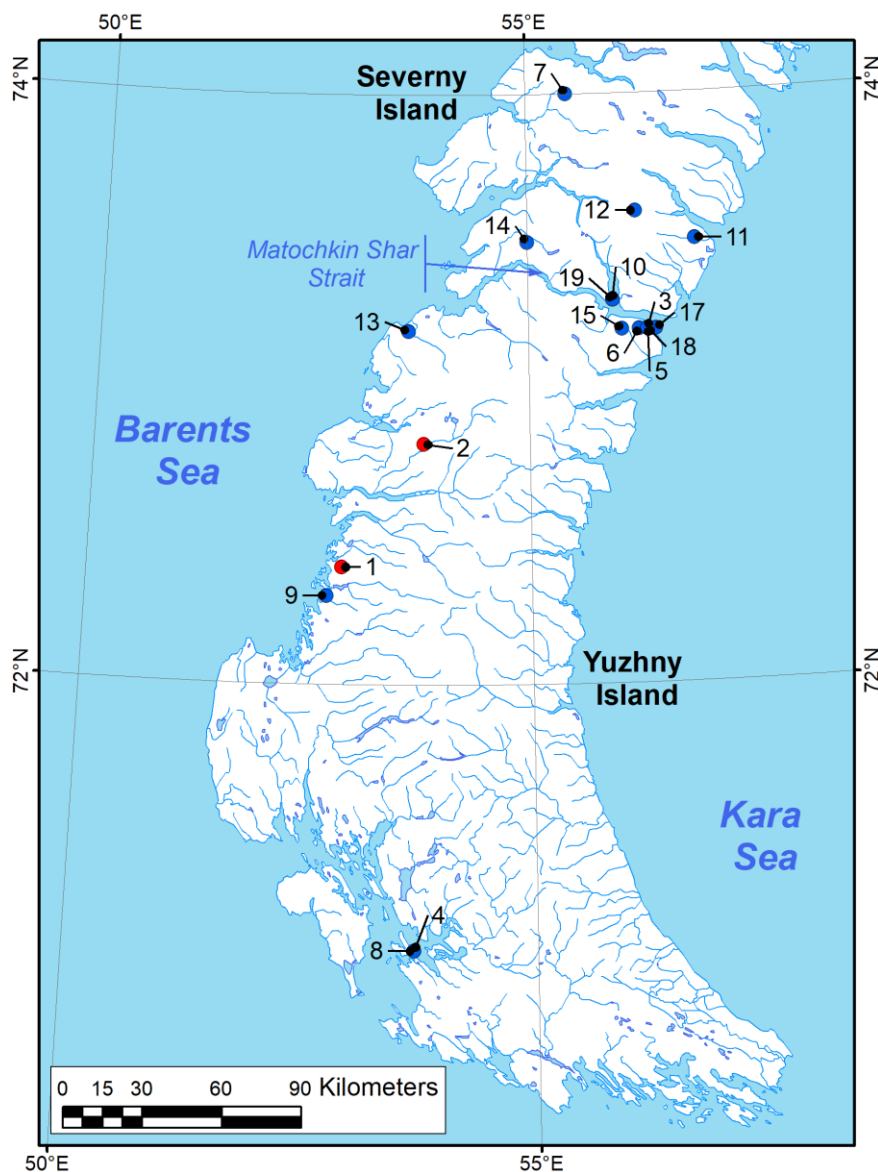 50°E 55°E
74°N 74°N
Severny
Island
7
12
14
11
Matochkin Shar
Strait
10
19
3
17
15
13
6
18
5
Barents
Sea
2
1
9
72°N 72°N
Yuzhny
Island
Kara
Sea
4
8
0 15 30 60 90 Kilometers
50°E 55°E